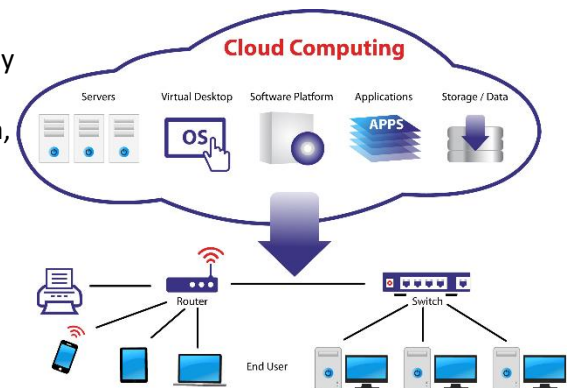 Cloud Computing
Servers
Virtual Desktop
Software Platform
Applications
Storage / Data
OS
APPS
Router
Switch
End User